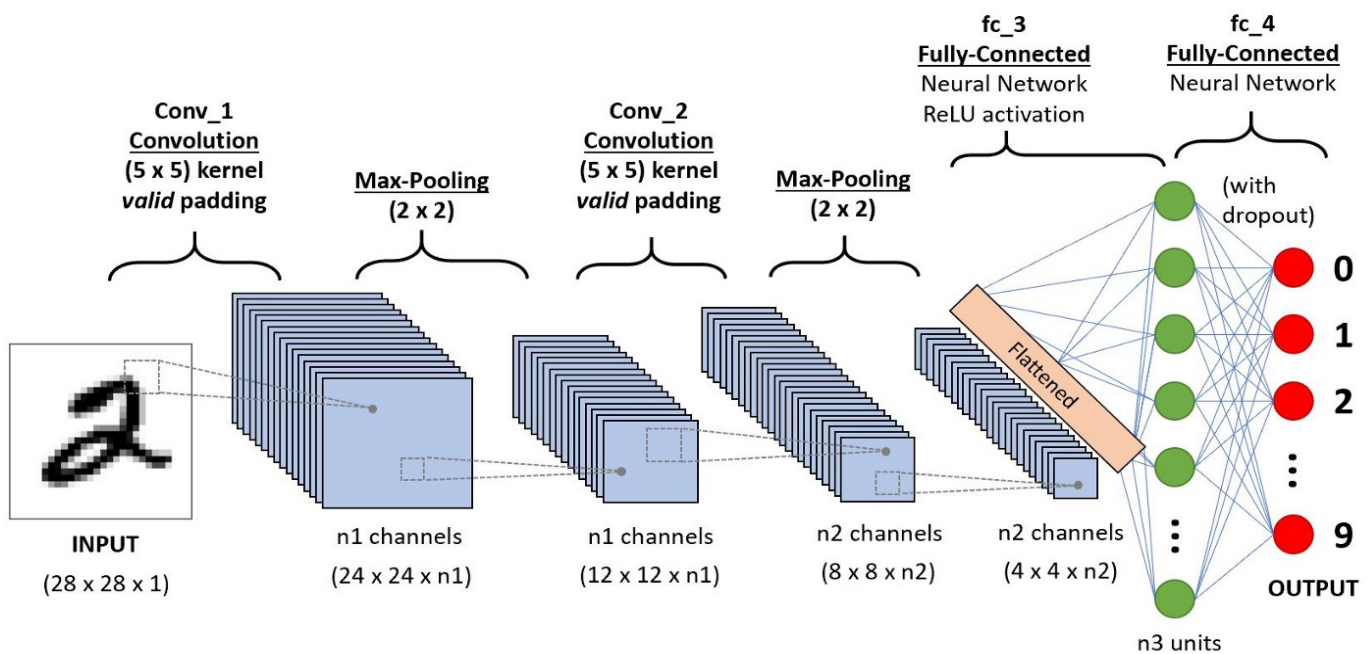 fc_3
Fully-Connected
Neural Network
ReLU activation
fc_4
Fully-Connected
Neural Network
Conv_1
Convolution
(5 x 5) kernel
valid padding
Max-Pooling
(2 x 2)
Conv_2
Convolution
(5 x 5) kernel
valid padding
Max-Pooling
(2 x 2)
(with
dropout)
Flattened
0
1
2
...
9
...
INPUT
(28 x 28 x 1)
n1 channels
(24 x 24 x n1)
n1 channels
(12 x 12 x n1)
n2 channels
(8 x 8 x n2)
n2 channels
(4 x 4 x n2)
OUTPUT
n3 units
2